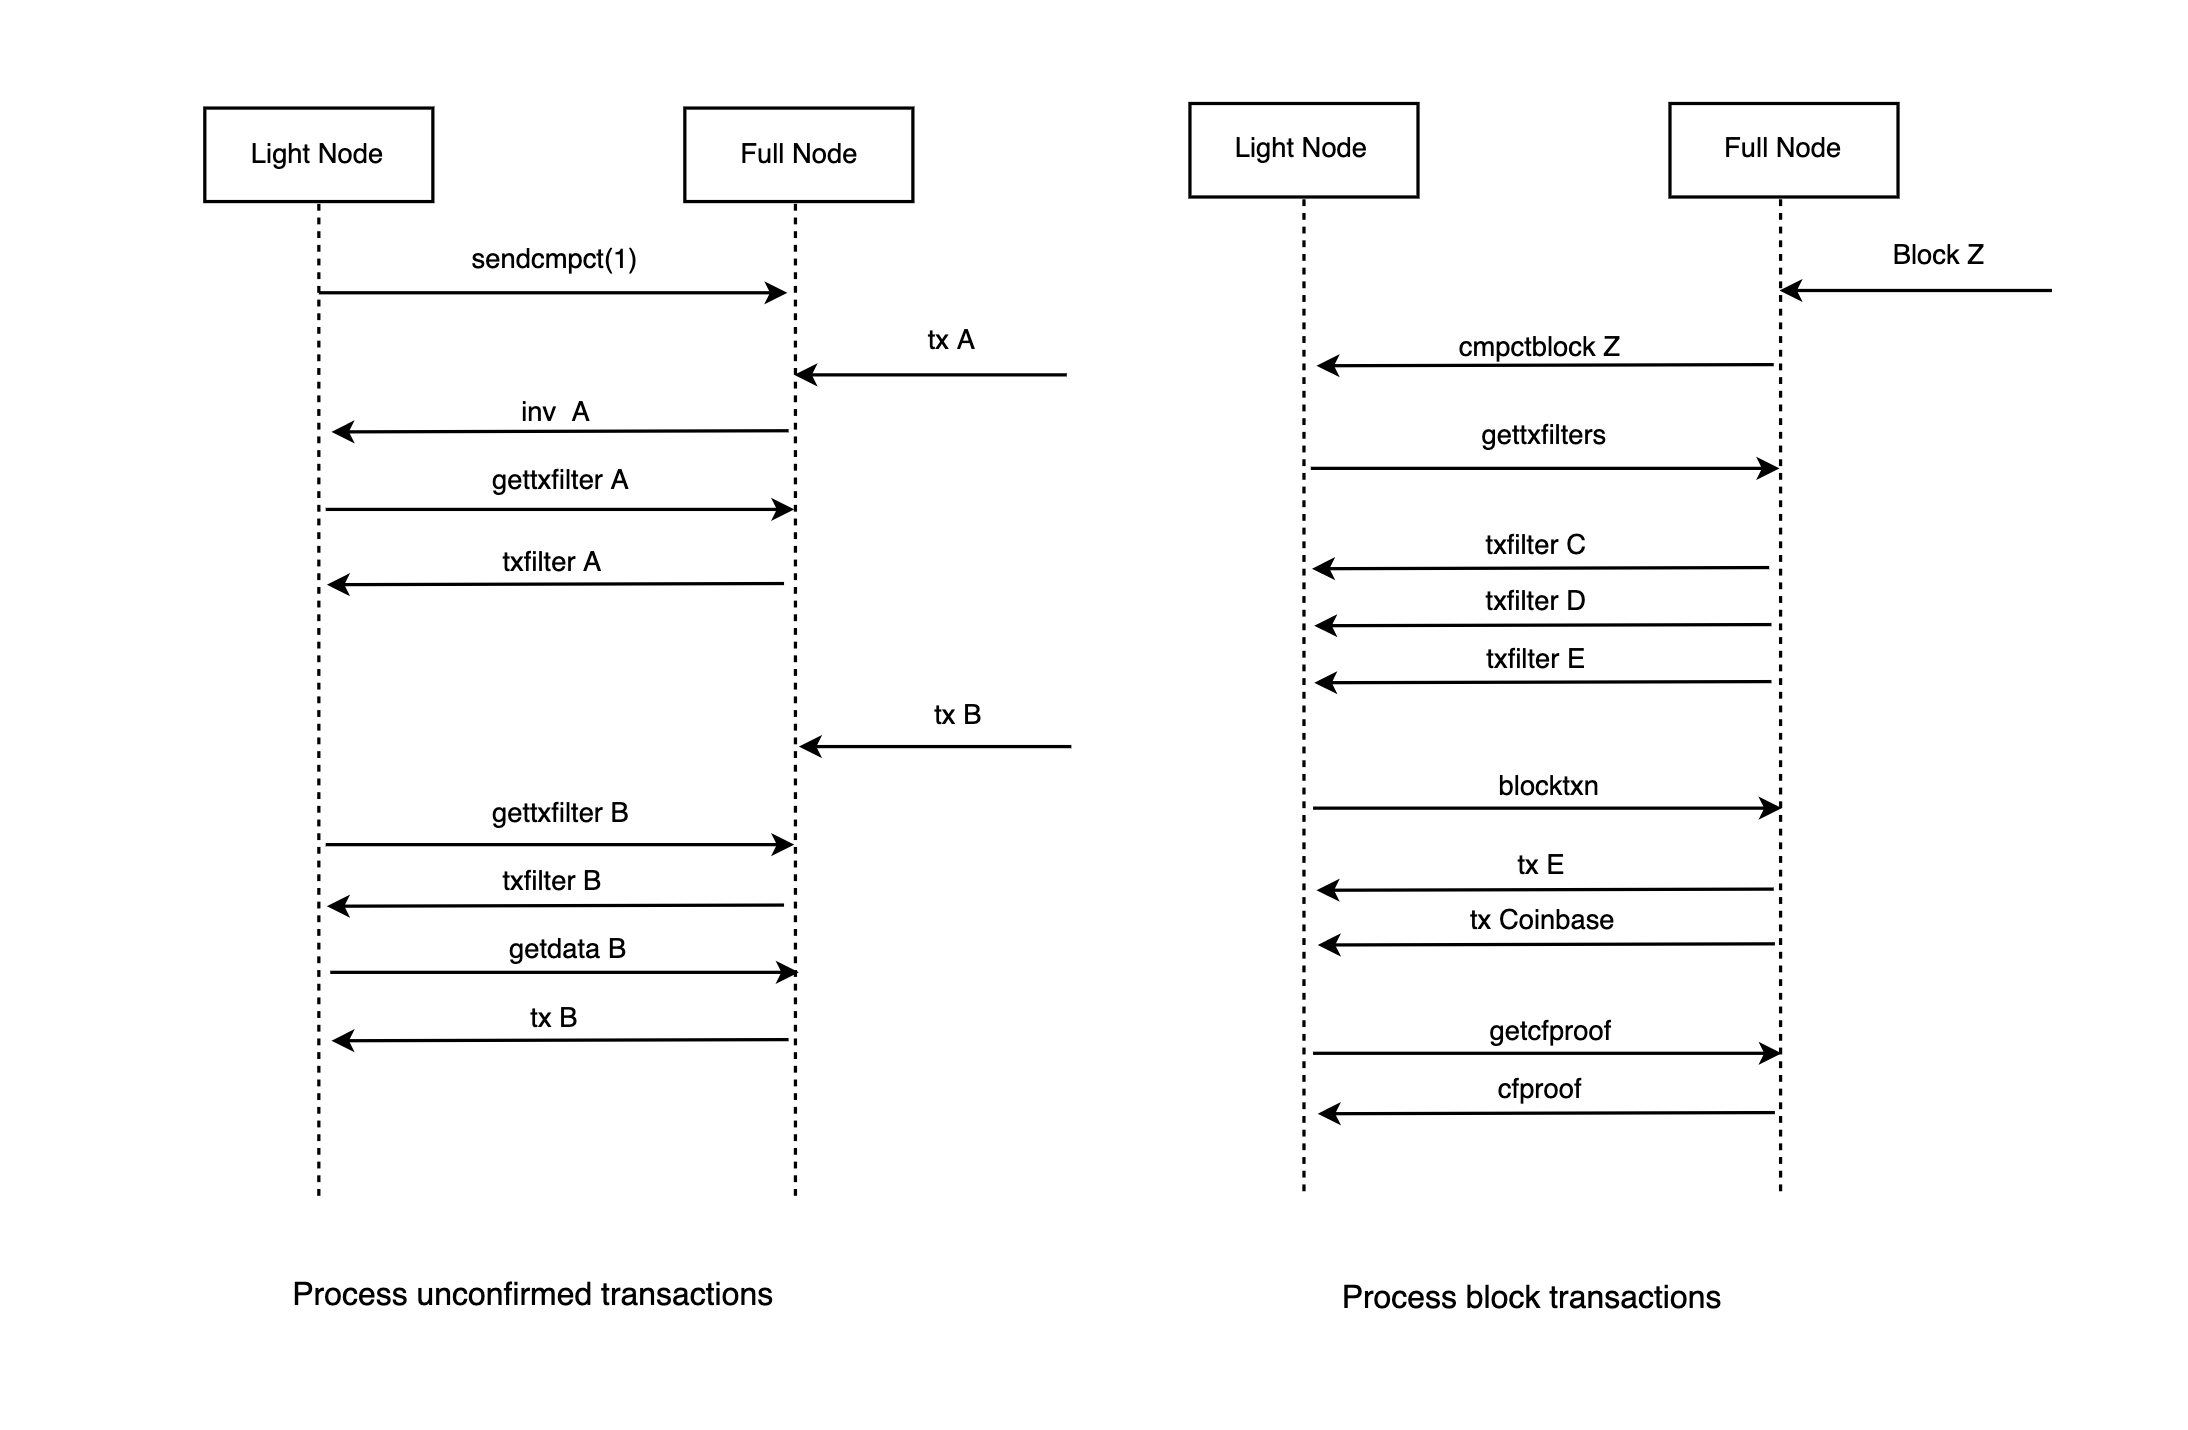 Light Node
Full Node
sendcmpct(1)
tx A
inv  A
gettxfilter A
txfilter A
tx B
gettxfilter B
txfilter B
getdata B
tx B
Process unconfirmed transactions
Light Node
Full Node
Block Z
cmpctblock Z
gettxfilters
txfilter C
txfilter D
txfilter E
blocktxn
tx E
tx Coinbase
getcfproof
cfproof
Process block transactions